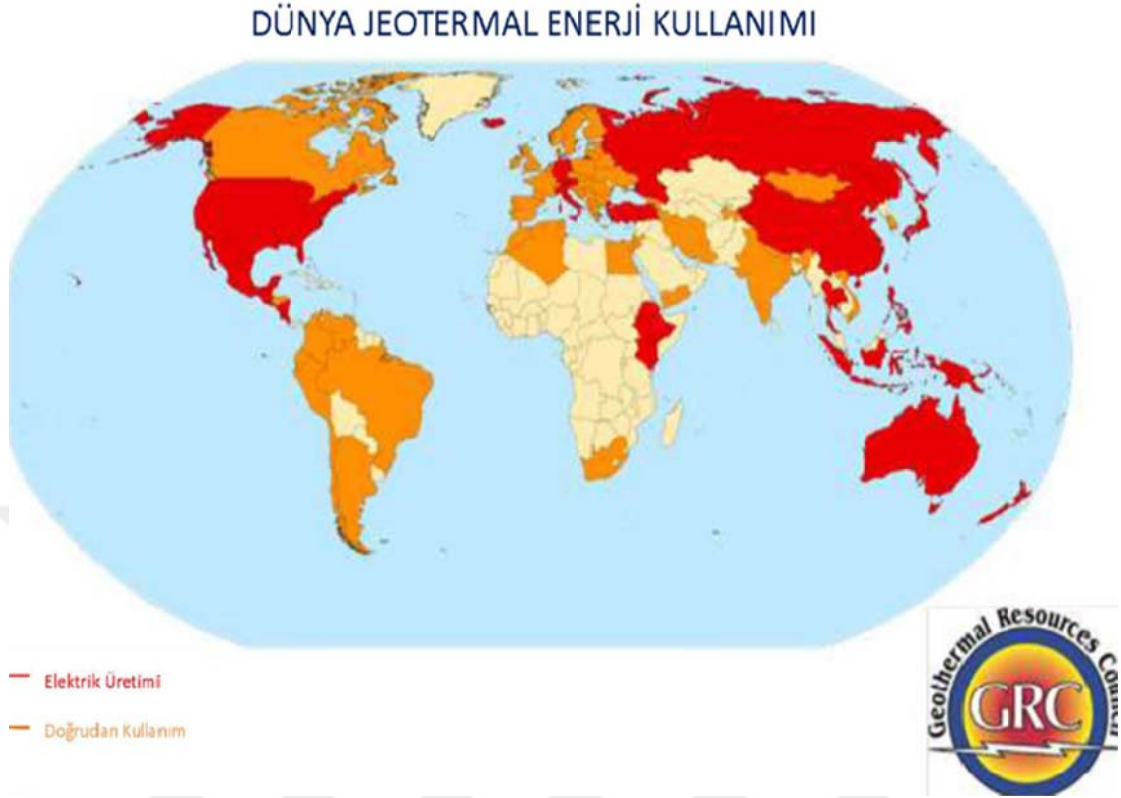 DÜNYA JEOTERMAL ENERJİ KULLANIMI
Elektrik Üretimi
Doğrudan Kullanım
Geothermal Resources Council
GRC